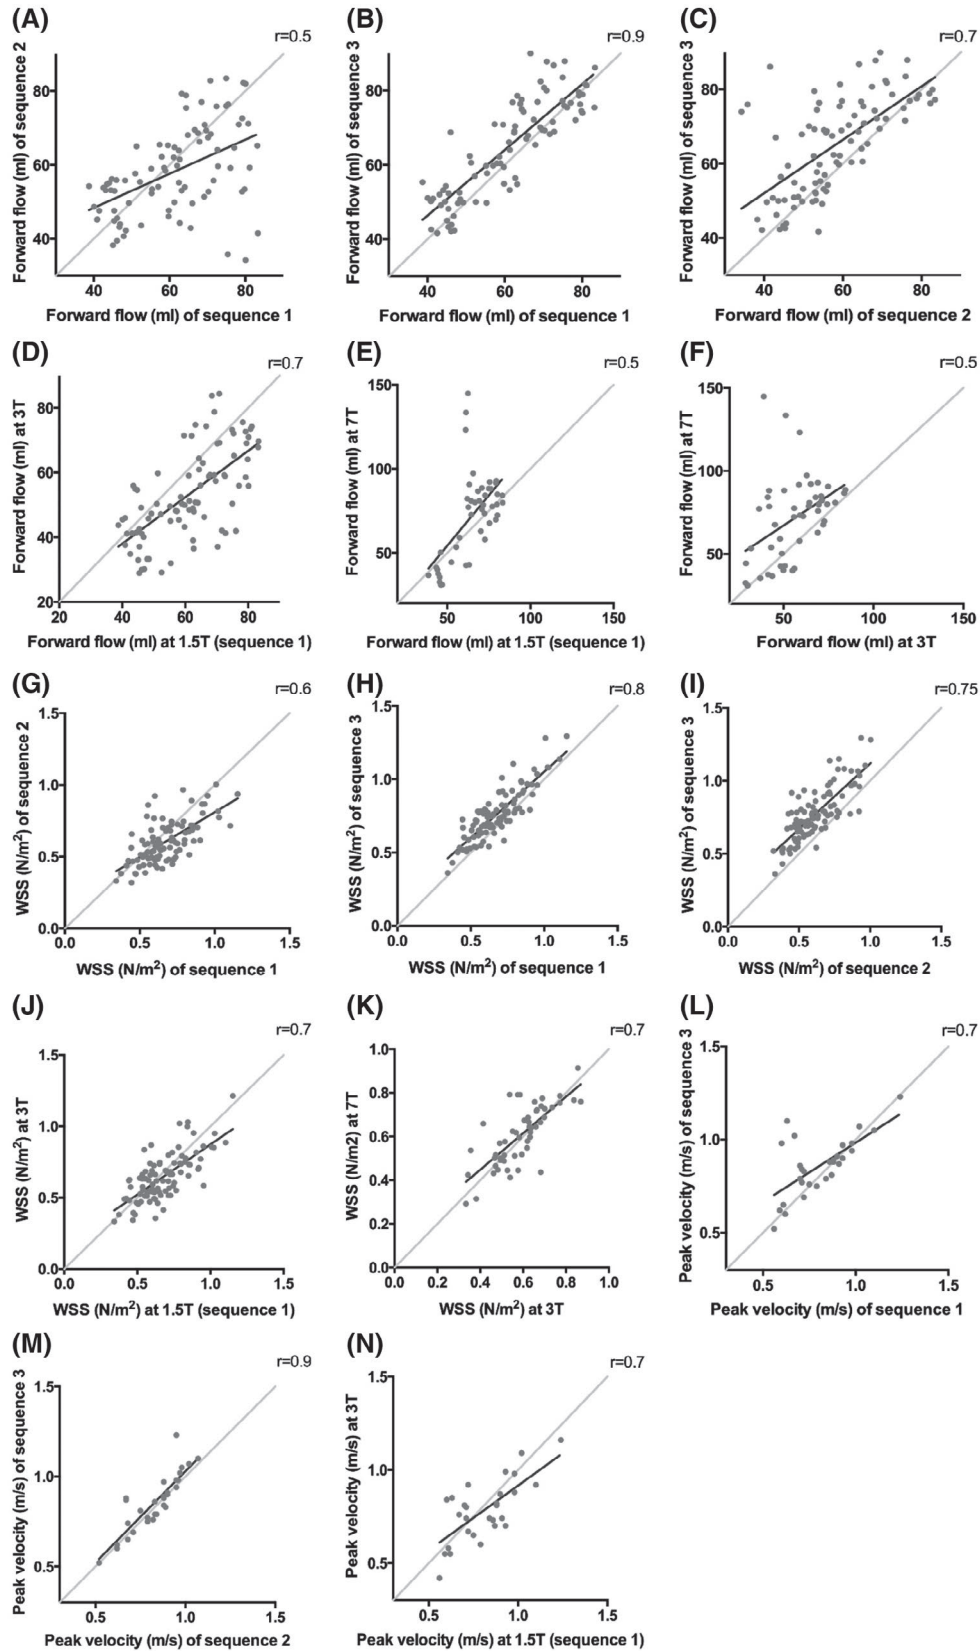 (A)
r=0.5
Forward flow (ml) of sequence 2
80
60
40
40 60 80
Forward flow (ml) of sequence 1
(B)
r=0.9
Forward flow (ml) of sequence 3
80
60
40
40 60 80
Forward flow (ml) of sequence 1
(C)
r=0.7
Forward flow (ml) of sequence 3
80
60
40
40 60 80
Forward flow (ml) of sequence 2
(D)
r=0.7
Forward flow (ml) at 3T
80
60
40
20
20 40 60 80
Forward flow (ml) at 1.5T (sequence 1)
(E)
r=0.5
Forward flow (ml) at 7T
150
100
50
50 100 150
Forward flow (ml) at 1.5T (sequence 1)
(F)
r=0.5
Forward flow (ml) at 7T
150
100
50
50 100 150
Forward flow (ml) at 3T
(G)
r=0.6
WSS (N/m²) of sequence 2
1.5
1.0
0.5
0.0
0.0 0.5 1.0 1.5
WSS (N/m²) of sequence 1
(H)
r=0.8
WSS (N/m²) of sequence 3
1.5
1.0
0.5
0.0
0.0 0.5 1.0 1.5
WSS (N/m²) of sequence 1
(I)
r=0.75
WSS (N/m²) of sequence 3
1.5
1.0
0.5
0.0
0.0 0.5 1.0 1.5
WSS (N/m²) of sequence 2
(J)
r=0.7
WSS (N/m²) at 3T
1.5
1.0
0.5
0.0
0.0 0.5 1.0 1.5
WSS (N/m²) at 1.5T (sequence 1)
(K)
r=0.7
WSS (N/m2) at 7T
1.0
0.8
0.6
0.4
0.2
0.0
0.0 0.2 0.4 0.6 0.8 1.0
WSS (N/m²) at 3T
(L)
r=0.7
Peak velocity (m/s) of sequence 3
1.5
1.0
0.5
0.5 1.0 1.5
Peak velocity (m/s) of sequence 1
(M)
r=0.9
Peak velocity (m/s) of sequence 3
1.5
1.0
0.5
0.5 1.0 1.5
Peak velocity (m/s) of sequence 2
(N)
r=0.7
Peak velocity (m/s) at 3T
1.5
1.0
0.5
0.5 1.0 1.5
Peak velocity (m/s) at 1.5T (sequence 1)